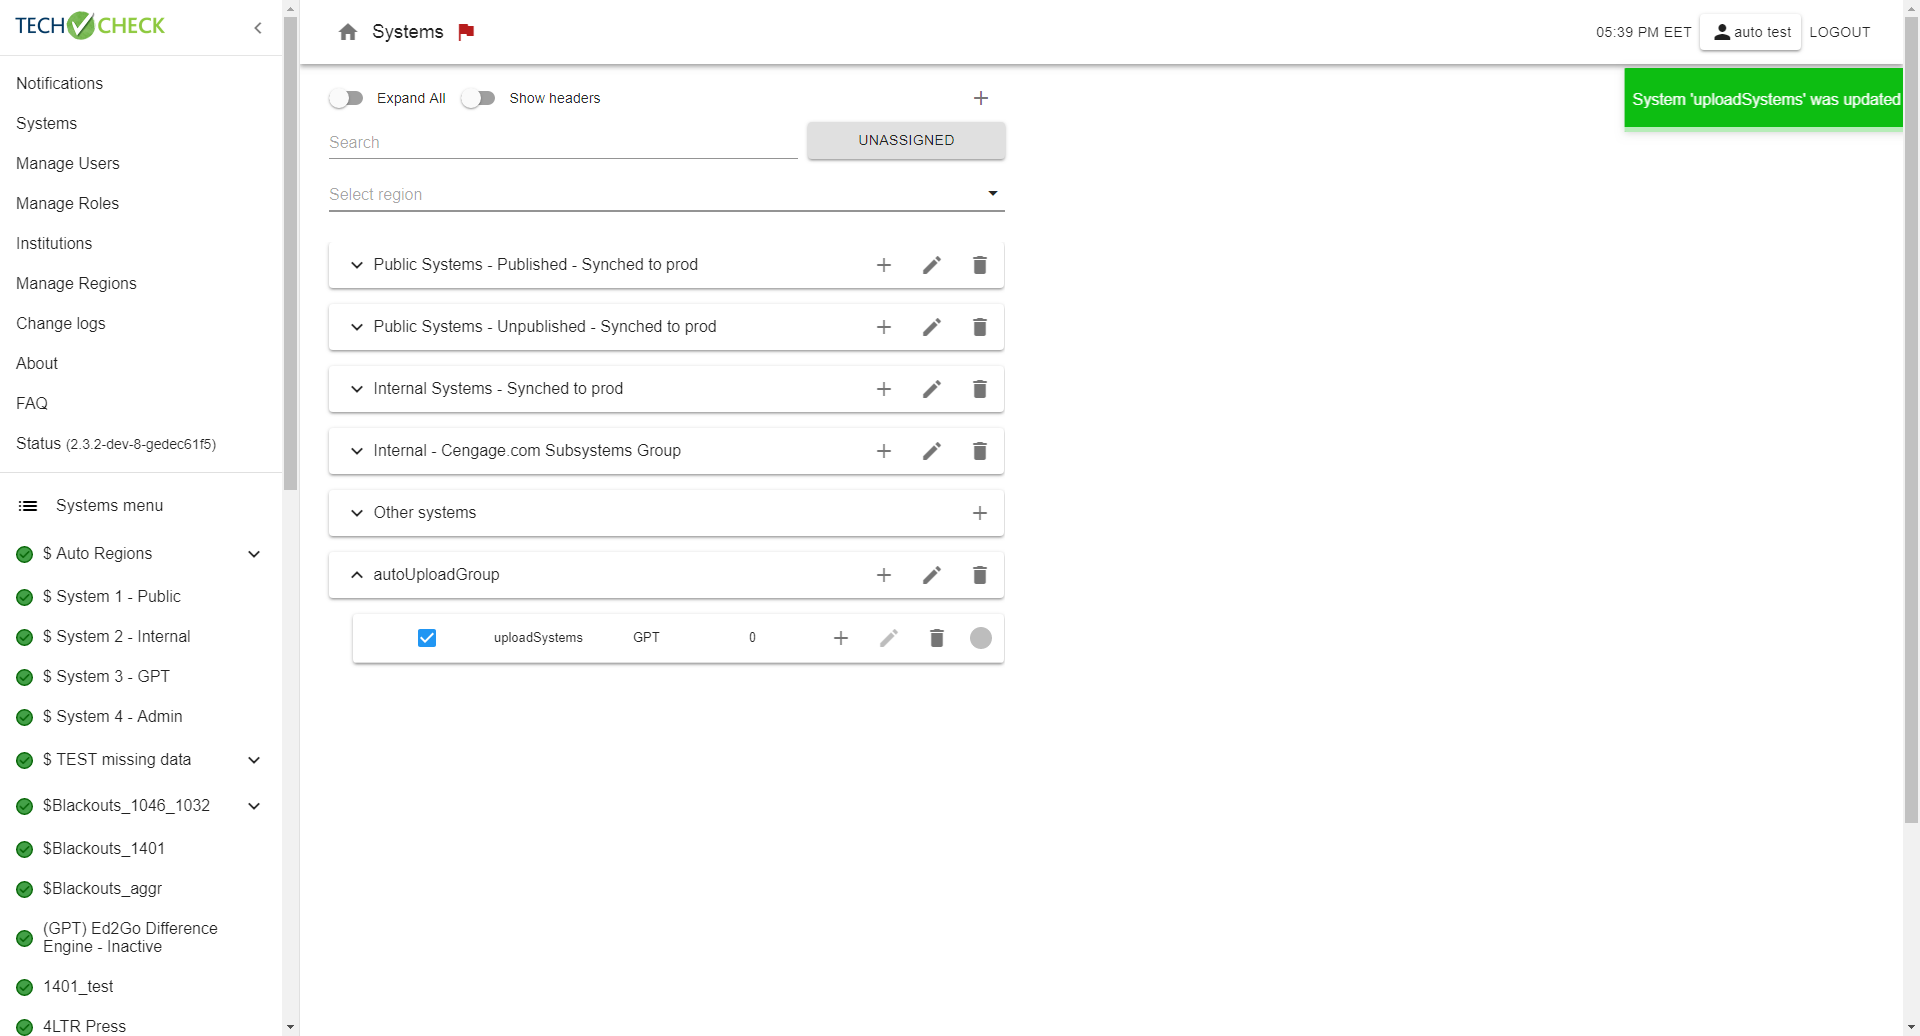 TECH CHECK
Notifications
Systems
Manage Users
Manage Roles
Institutions
Manage Regions
Change logs
About
FAQ
Status (2.3.2-dev-8-gedec61f5)
Systems menu
$ Auto Regions
$ System 1 - Public
$ System 2 - Internal
$ System 3 - GPT
$ System 4 - Admin
$ TEST missing data
$Blackouts_1046_1032
$Blackouts_1401
$Blackouts_aggr
(GPT) Ed2Go Difference
Engine - Inactive
1401_test
4LTR Press
Systems
05:39 PM EET
auto test
LOGOUT
System 'uploadSystems' was updated
Expand All
Show headers
Search
UNASSIGNED
Select region
Public Systems - Published - Synched to prod
Public Systems - Unpublished - Synched to prod
Internal Systems - Synched to prod
Internal - Cengage.com Subsystems Group
Other systems
autoUploadGroup
uploadSystems GPT 0